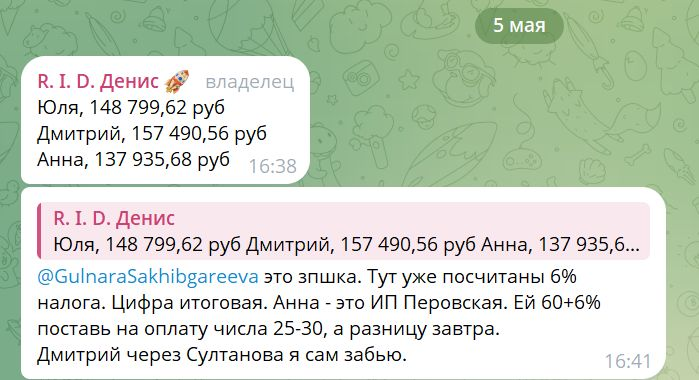 5 мая
R. I. D. Денис 🚀 владелец
Юля, 148 799,62 руб
Дмитрий, 157 490,56 руб
Анна, 137 935,68 руб 16:38
R. I. D. Денис
Юля, 148 799,62 руб Дмитрий, 157 490,56 руб Анна, 137 935,6...
@GulnaraSakhibgareeva это зпшка. Тут уже посчитаны 6%
налога. Цифра итоговая. Анна - это ИП Перовская. Ей 60+6%
поставь на оплату числа 25-30, а разницу завтра.
Дмитрий через Султанова я сам забью. 16:41